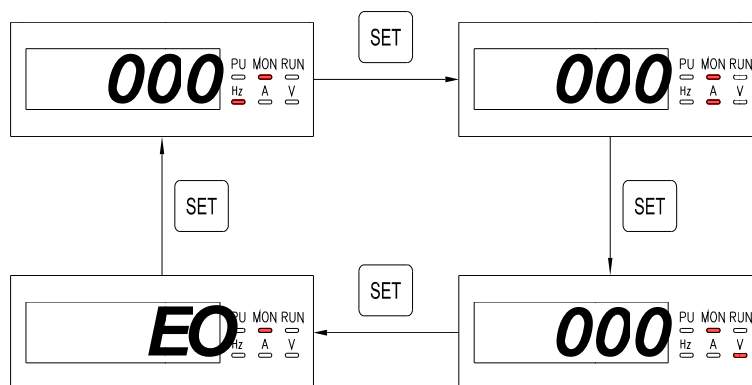 SET
000 PU MON RUN
Hz A V
000 PU MON RUN
Hz A V
SET
SET
SET
EO PU MON RUN
Hz A V
000 PU MON RUN
Hz A V